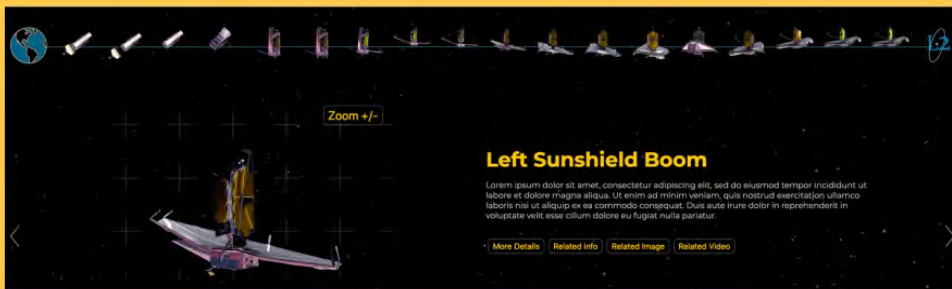 L2
Zoom +/-
Left Sunshield Boom
Lorem ipsum dolor sit amet, consectetur adipiscing elit, sed do eiusmod tempor incididunt ut
labore et dolore magna aliqua. Ut enim ad minim veniam, quis nostrud exercitation ullamco
laboris nisi ut aliquip ex ea commodo consequat. Duis aute irure dolor in reprehenderit in
voluptate velit esse cillum dolore eu fugiat nulla pariatur.
More Details Related Info Related Image Related Video